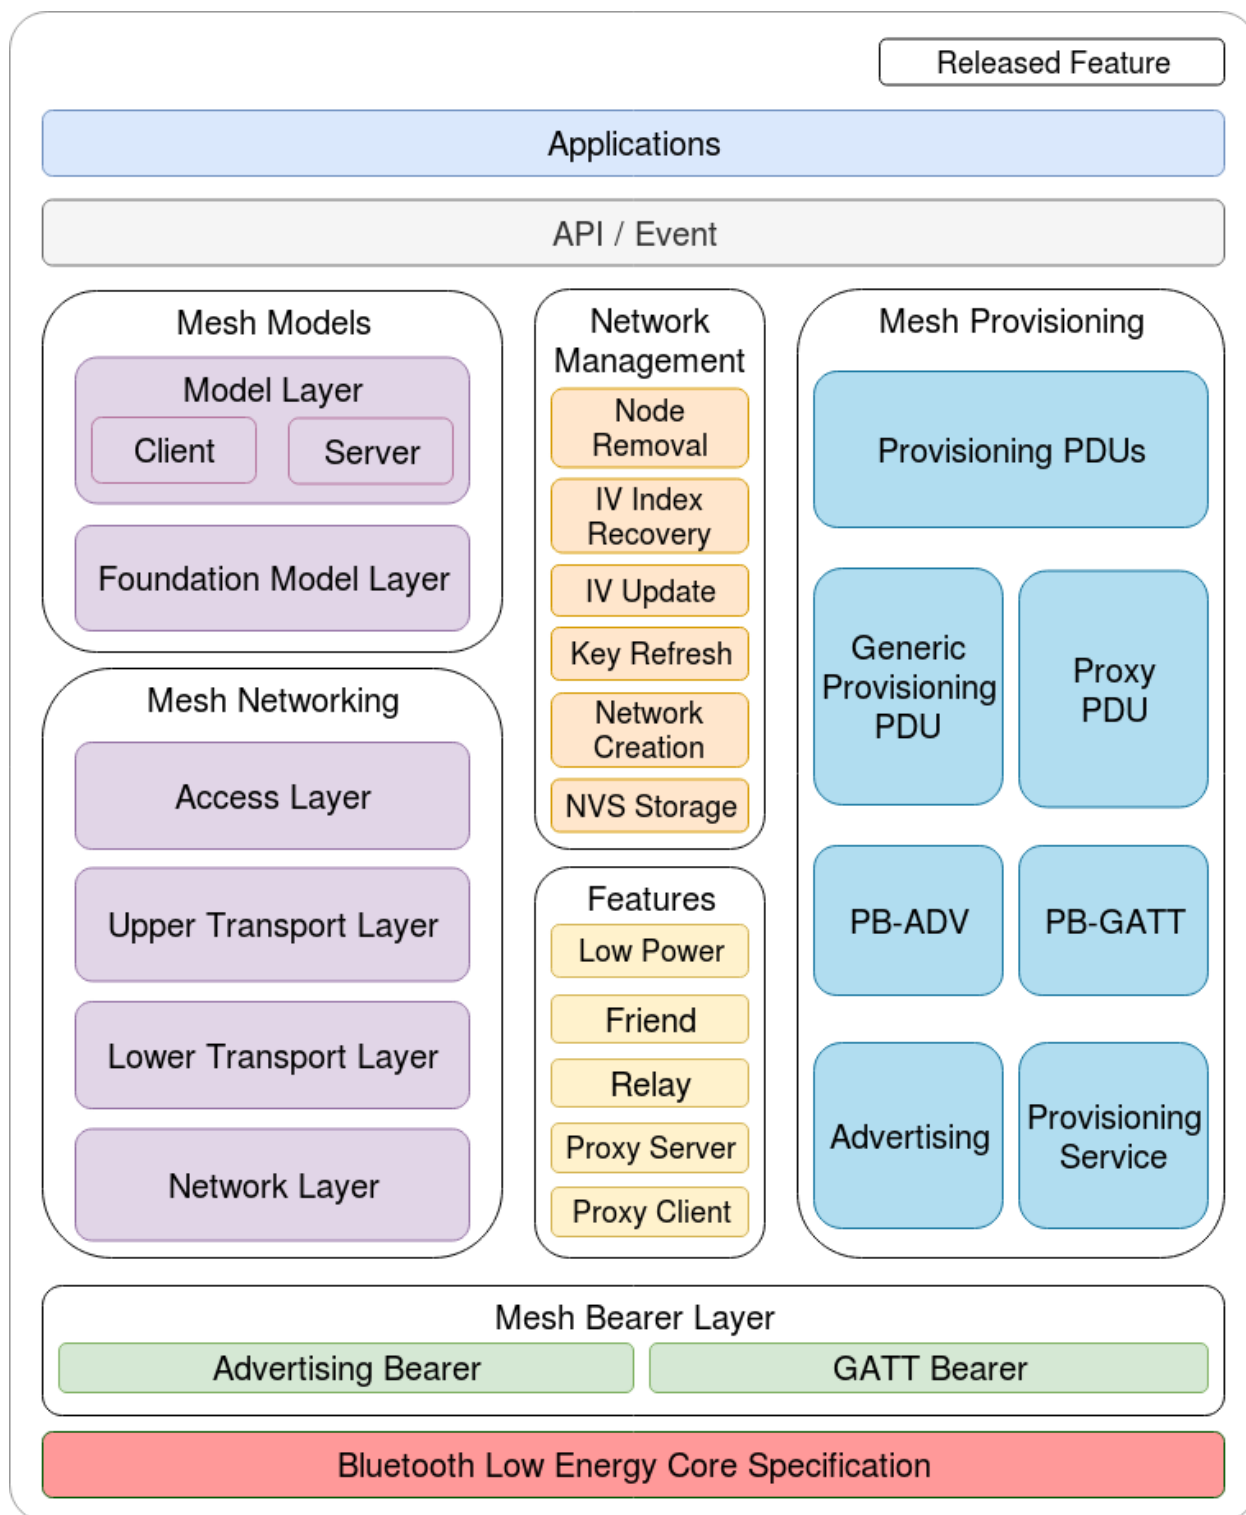 Released Feature
Applications
API / Event
Mesh Models
Model Layer
Client
Server
Foundation Model Layer
Mesh Networking
Access Layer
Upper Transport Layer
Lower Transport Layer
Network Layer
Network
Management
Node
Removal
IV Index
Recovery
IV Update
Key Refresh
Network
Creation
NVS Storage
Features
Low Power
Friend
Relay
Proxy Server
Proxy Client
Mesh Provisioning
Provisioning PDUs
Generic
Provisioning
PDU
Proxy
PDU
PB-ADV
PB-GATT
Advertising
Provisioning
Service
Mesh Bearer Layer
Advertising Bearer
GATT Bearer
Bluetooth Low Energy Core Specification